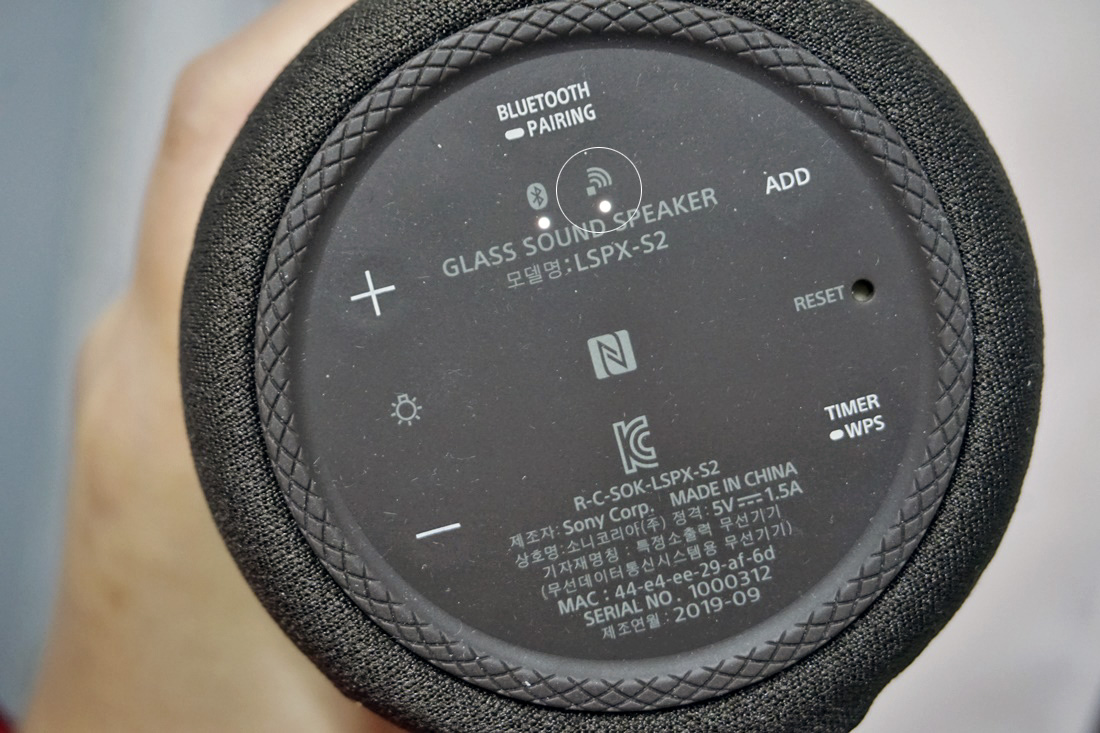 BLUETOOTH
PAIRING
ADD
GLASS SOUND SPEAKER
모델명:LSPX-S2
RESET
TIMER
WPS
R-C-SOK-LSPX-S2
제조자: Sony Corp. MADE IN CHINA
상호명:소니코리아(주) 정격: 5V 1.5A
기자재명칭 : 특정소출력 무선기기
(무선데이터통신시스템용 무선기기)
MAC : 44-e4-ee-29-af-6d
SERIAL NO. 1000312
제조연월 : 2019-09